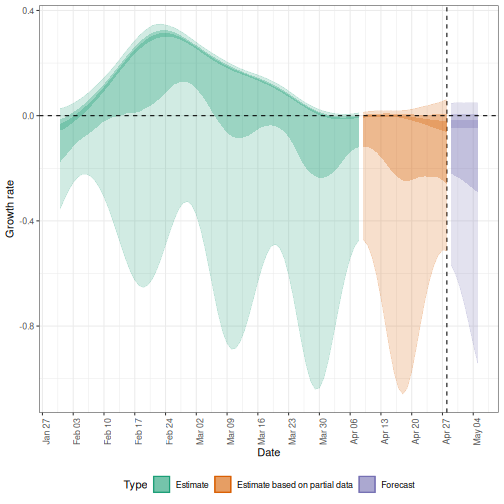 0.4
0.0
-0.4
-0.8
Growth rate
Jan 27
Feb 03
Feb 10
Feb 17
Feb 24
Mar 02
Mar 09
Mar 16
Mar 23
Mar 30
Apr 06
Apr 13
Apr 20
Apr 27
May 04
Date
Type Estimate Estimate based on partial data Forecast